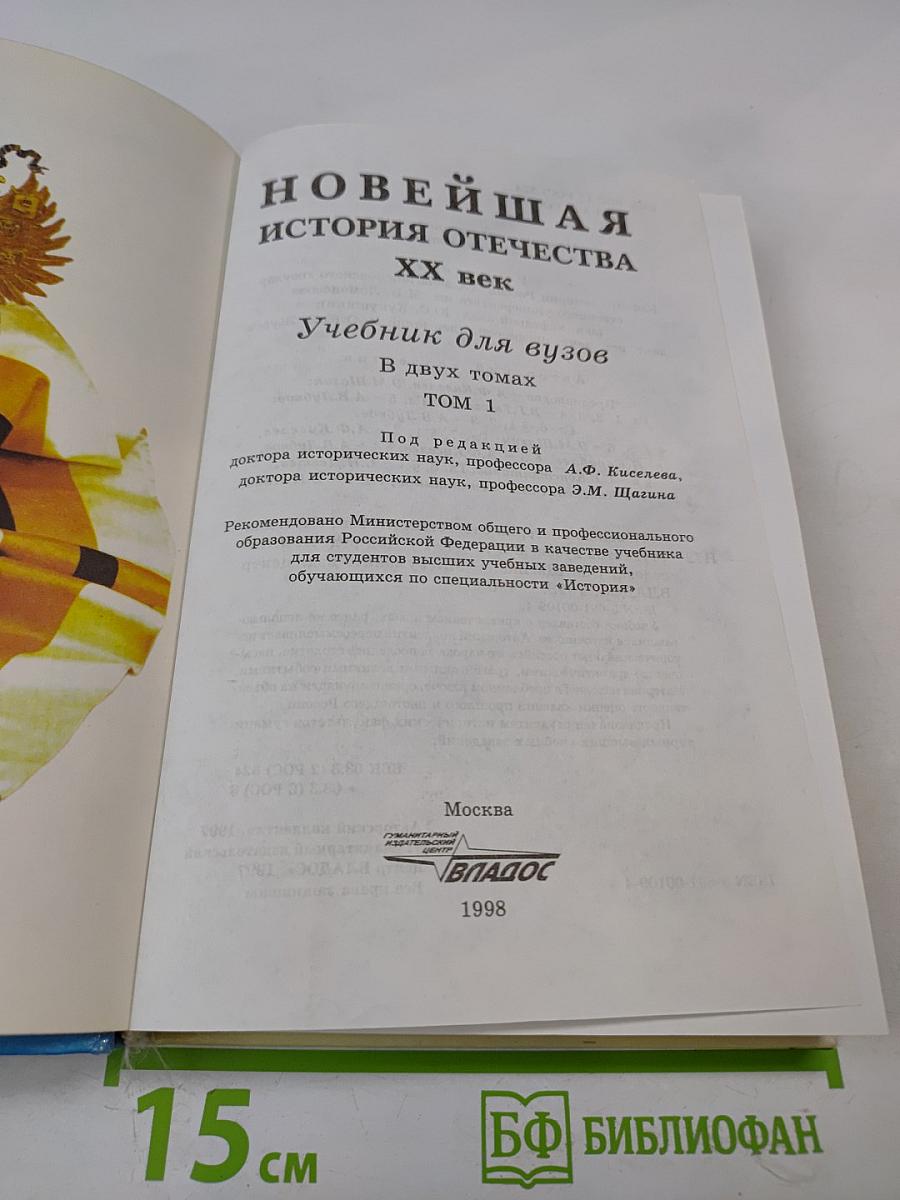 НОВЕЙШАЯ
ИСТОРИЯ ОТЕЧЕСТВА
XX век
Учебник для вузов
В двух томах
ТОМ 1
Под редакцией
доктора исторических наук, профессора А.Ф. Киселева,
доктора исторических наук, профессора Э.М. Щагина
Рекомендовано Министерством общего и профессионального
образования Российской Федерации в качестве учебника
для студентов высших учебных заведений,
обучающихся по специальности «История»
Москва
ГУМАНИТАРНЫЙ
ИЗДАТЕЛЬСКИЙ
ЦЕНТР
ВЛАДОС
1998
15 см
БФ БИБЛИОФАН